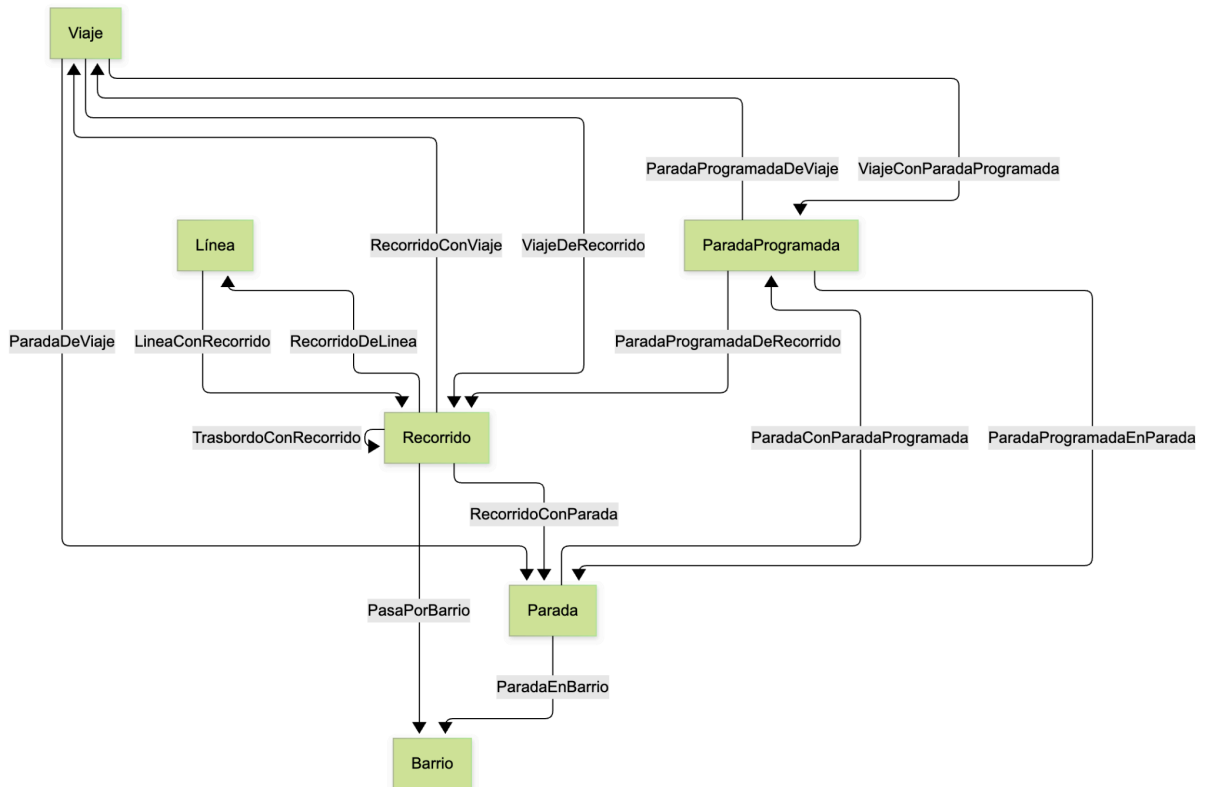 Viaje
ParadaProgramadaDeViaje
ViajeConParadaProgramada
Línea
RecorridoConViaje
ViajeDeRecorrido
ParadaProgramada
ParadaDeViaje
LineaConRecorrido
RecorridoDeLinea
ParadaProgramadaDeRecorrido
TrasbordoConRecorrido
Recorrido
ParadaConParadaProgramada
ParadaProgramadaEnParada
RecorridoConParada
PasaPorBarrio
Parada
ParadaEnBarrio
Barrio